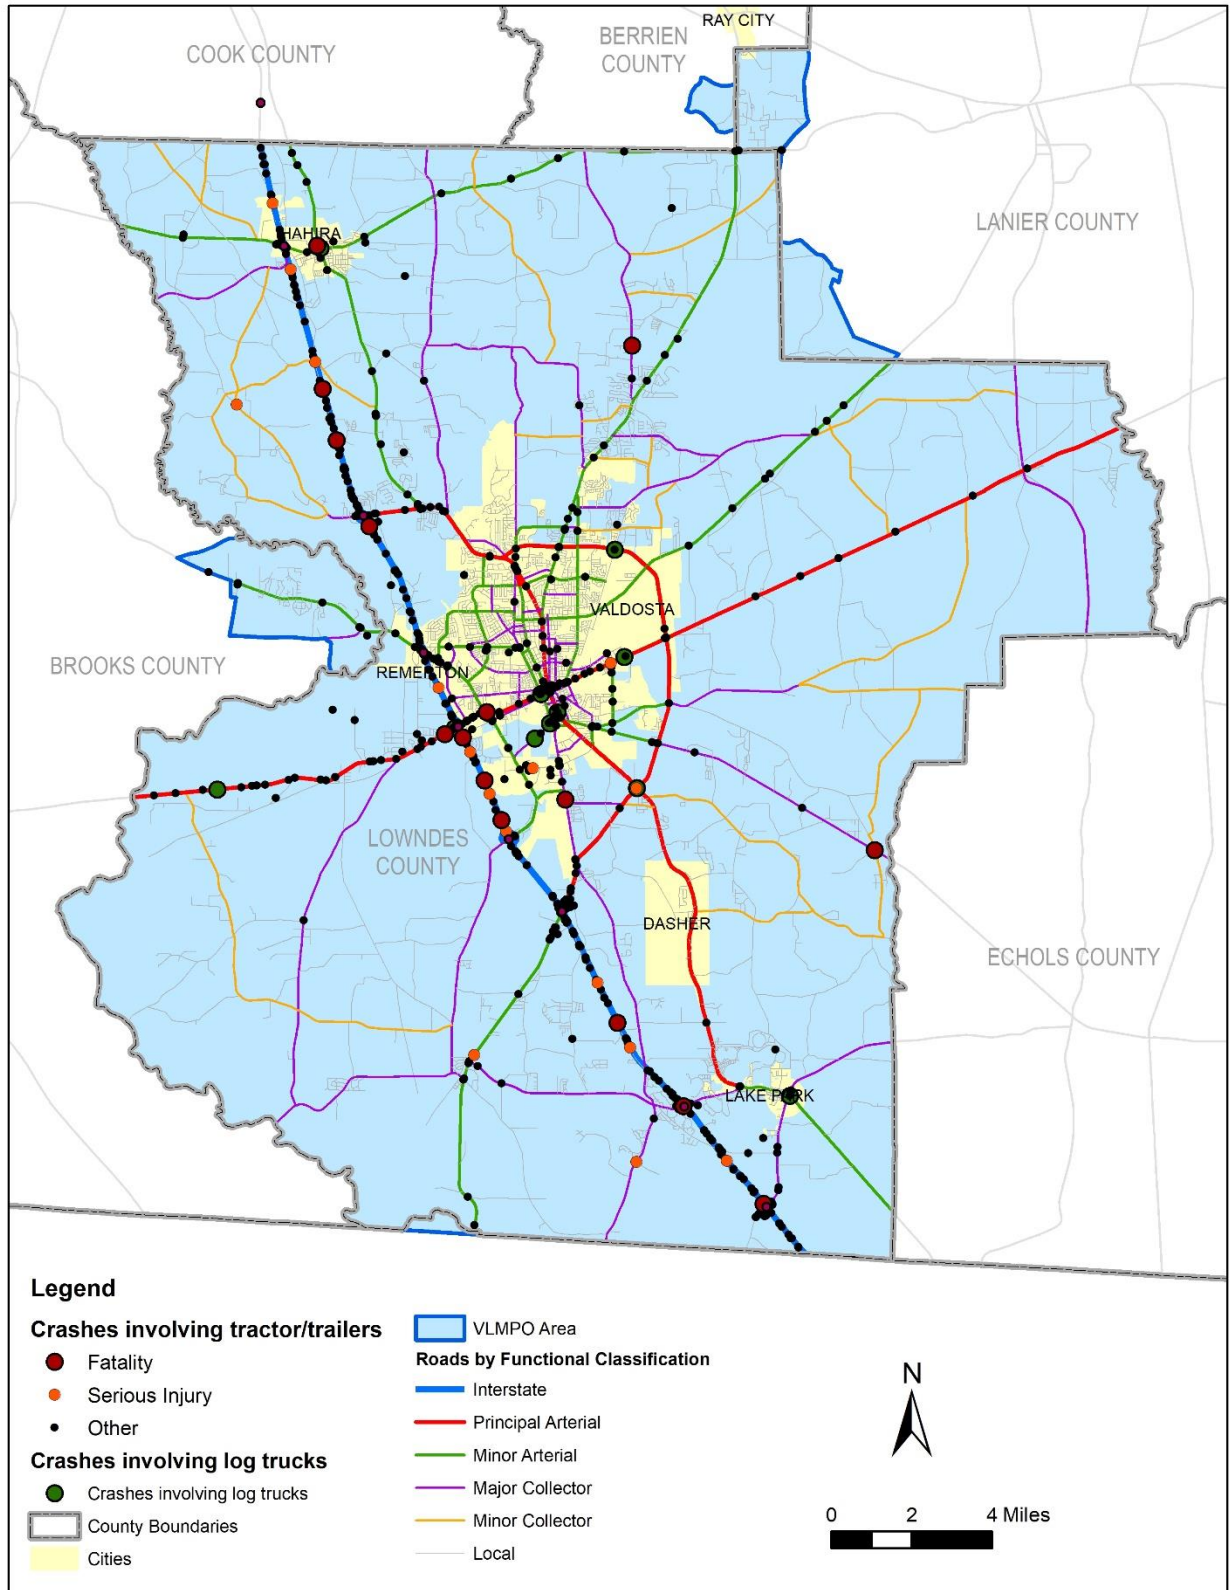 RAY CITY
COOK COUNTY
BERRIEN
COUNTY
LANIER COUNTY
HAHIRA
VALDOSTA
BROOKS COUNTY
REMERTON
LOWNDES
COUNTY
DASHER
ECHOLS COUNTY
LAKE PARK
Legend
Crashes involving tractor/trailers
Fatality
Serious Injury
Other
Crashes involving log trucks
Crashes involving log trucks
County Boundaries
Cities
VLMPO Area
Roads by Functional Classification
Interstate
Principal Arterial
Minor Arterial
Major Collector
Minor Collector
Local
N
0 2 4 Miles